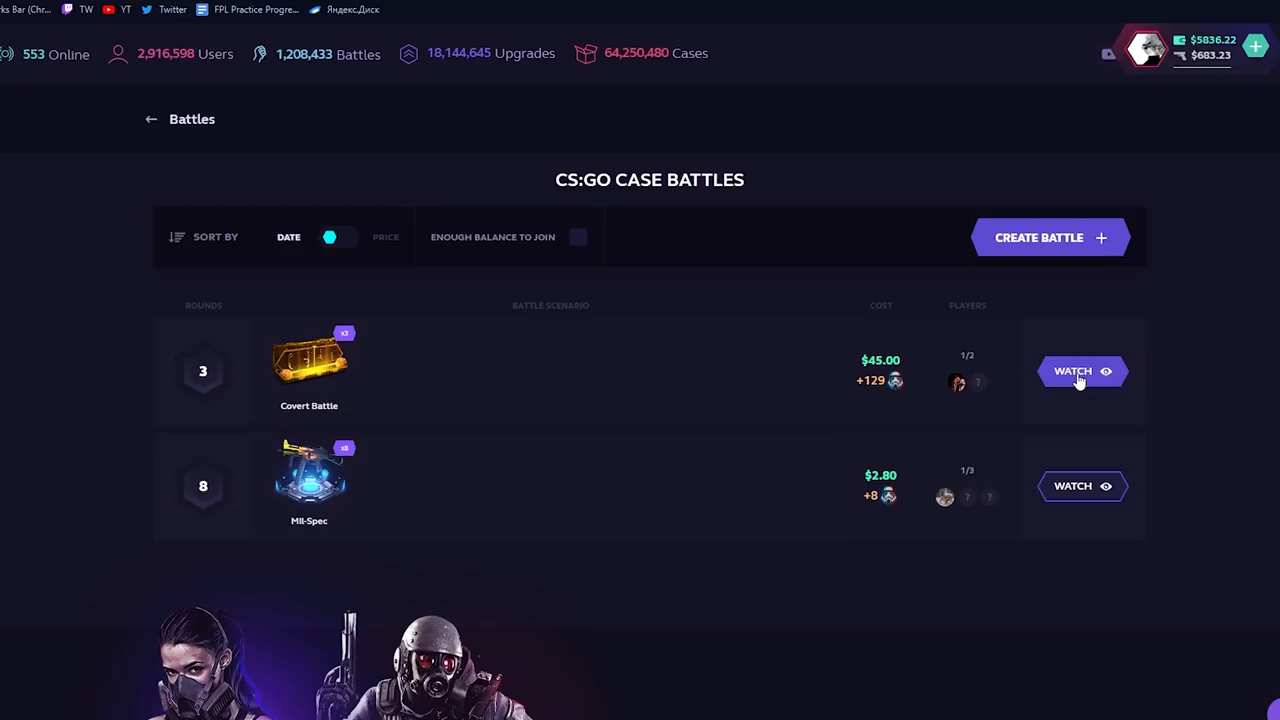 rks Bar (Chr... TW YT Twitter FPL Practice Progre... Яндекс.Диск
553 Online 2,916,598 Users 1,208,433 Battles 18,144,645 Upgrades 64,250,480 Cases $5836.22 +
$683.23
← Battles
CS:GO CASE BATTLES
SORT BY DATE PRICE ENOUGH BALANCE TO JOIN CREATE BATTLE +
ROUNDS BATTLE SCENARIO COST PLAYERS
x3
3 $45.00 1/2 WATCH
+129 ?
Covert Battle
x8
8 $2.80 1/3 WATCH
+8 ? ?
Mil-Spec